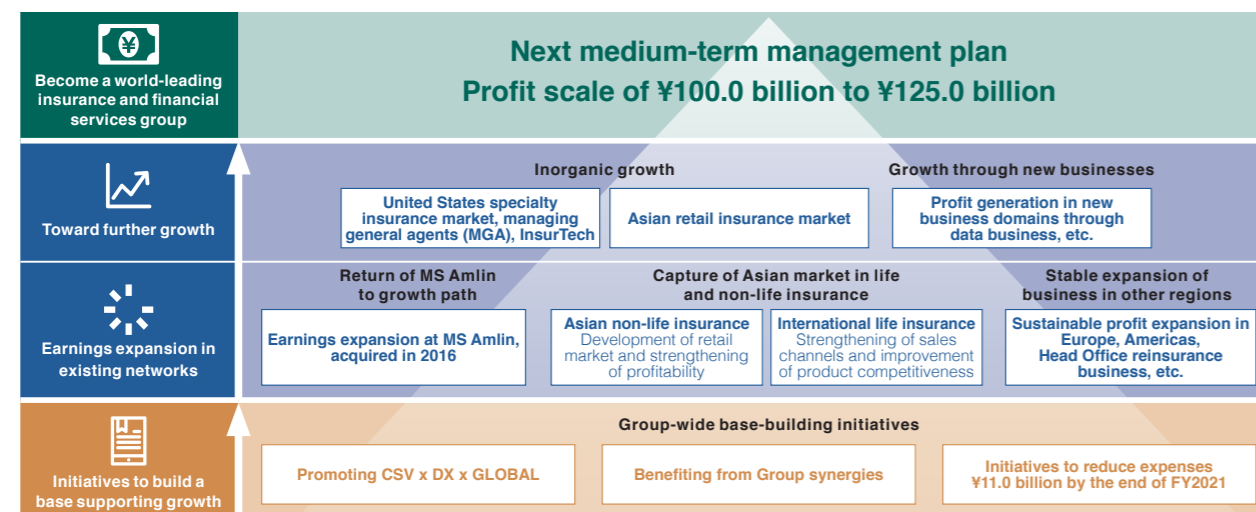 Become a world-leading
insurance and financial
services group
Next medium-term management plan
Profit scale of ¥100.0 billion to ¥125.0 billion
Toward further growth
Inorganic growth
United States specialty
insurance market, managing
general agents (MGA), InsurTech
Asian retail insurance market
Growth through new businesses
Profit generation in new
business domains through
data business, etc.
Earnings expansion in
existing networks
Return of MS Amlin
to growth path
Earnings expansion at MS Amlin,
acquired in 2016
Capture of Asian market in life
and non-life insurance
Asian non-life insurance
Development of retail
market and strengthening
of profitability
International life insurance
Strengthening of sales
channels and improvement
of product competitiveness
Stable expansion of
business in other regions
Sustainable profit expansion in
Europe, Americas,
Head Office reinsurance
business, etc.
Initiatives to build a
base supporting growth
Group-wide base-building initiatives
Promoting CSV x DX x GLOBAL
Benefiting from Group synergies
Initiatives to reduce expenses
¥11.0 billion by the end of FY2021